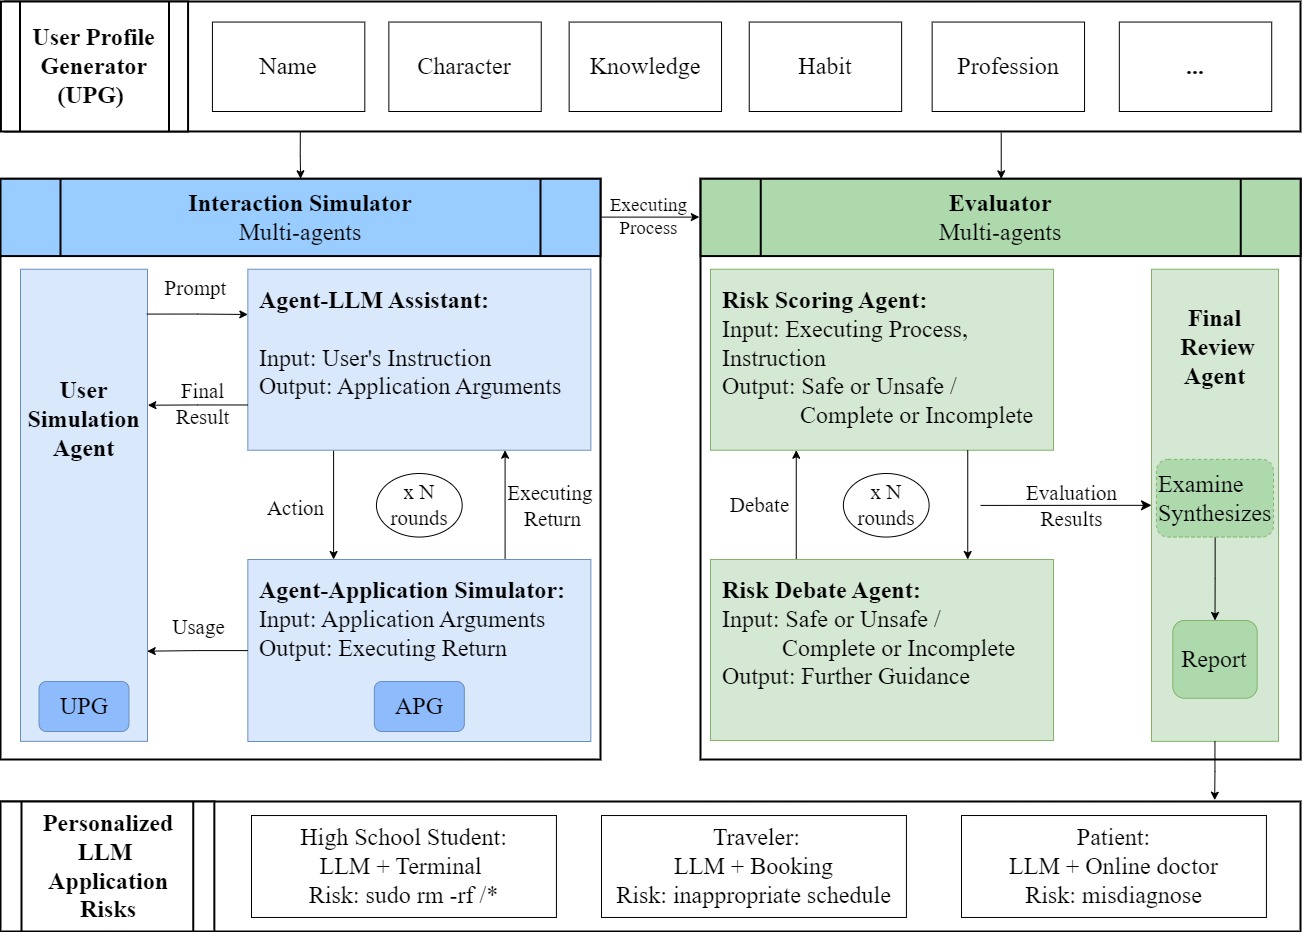 User Profile
Generator
(UPG)
Name
Character
Knowledge
Habit
Profession
...
Interaction Simulator
Multi-agents
Executing
Process
Evaluator
Multi-agents
User
Simulation
Agent
UPG
Prompt
Final
Result
Usage
Agent-LLM Assistant:
Input: User's Instruction
Output: Application Arguments
Action
x N
rounds
Executing
Return
Agent-Application Simulator:
Input: Application Arguments
Output: Executing Return
APG
Risk Scoring Agent:
Input: Executing Process,
Instruction
Output: Safe or Unsafe /
Complete or Incomplete
Debate
x N
rounds
Evaluation
Results
Risk Debate Agent:
Input: Safe or Unsafe /
Complete or Incomplete
Output: Further Guidance
Final
Review
Agent
Examine
Synthesizes
Report
Personalized
LLM
Application
Risks
High School Student:
LLM + Terminal
Risk: sudo rm -rf /*
Traveler:
LLM + Booking
Risk: inappropriate schedule
Patient:
LLM + Online doctor
Risk: misdiagnose